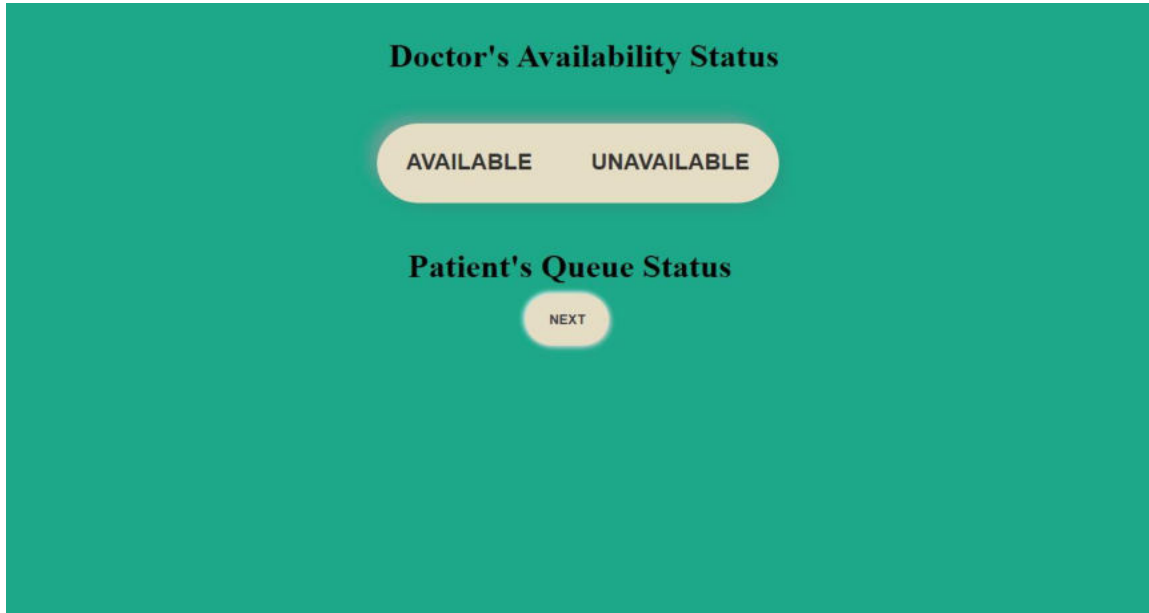 Doctor's Availability Status
AVAILABLE UNAVAILABLE
Patient's Queue Status
NEXT